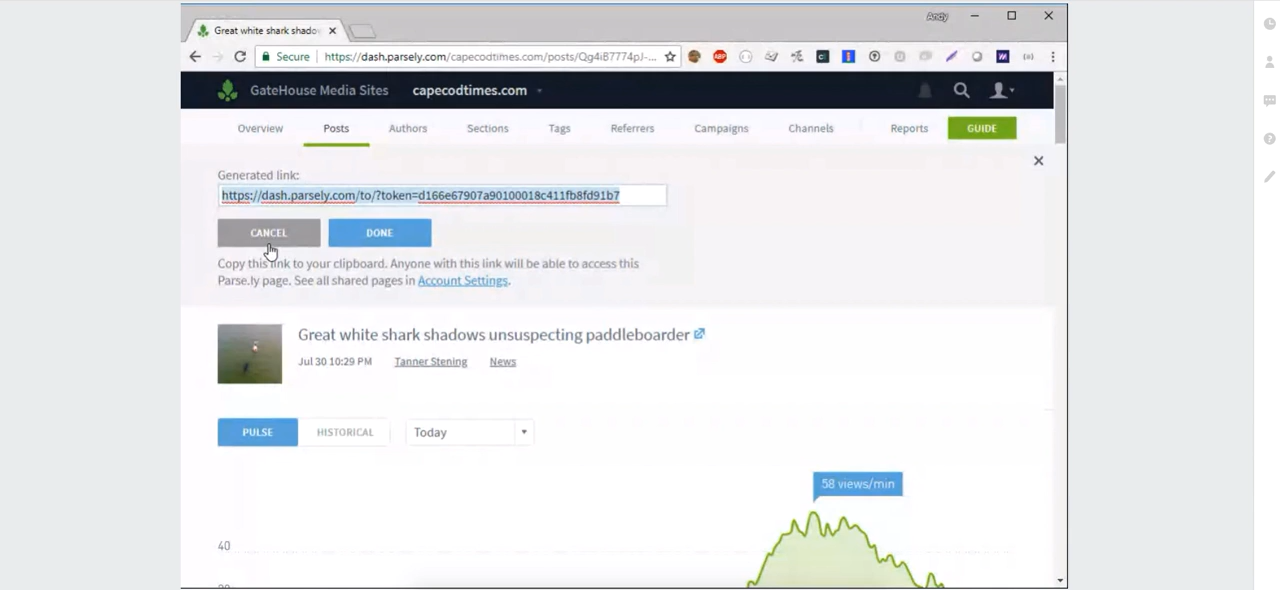 Great white shark shado
Andy
Secure
https://dash.parsely.com/capecodtimes.com/posts/Qg4i87774pJ-...
ABP
GateHouse Media Sites
capecodtimes.com
Overview
Posts
Authors
Sections
Tags
Referrers
Campaigns
Channels
Reports
GUIDE
Generated link:
https://dash.parsely.com/to/?token=d166e67907a90100018c411fb8fd91b7
CANCEL
DONE
Copy this link to your clipboard. Anyone with this link will be able to access this
Parse.ly page. See all shared pages in Account Settings.
Great white shark shadows unsuspecting paddleboarder
Jul 30 10:29 PM
Tanner Stening
News
PULSE
HISTORICAL
Today
58 views/min
40